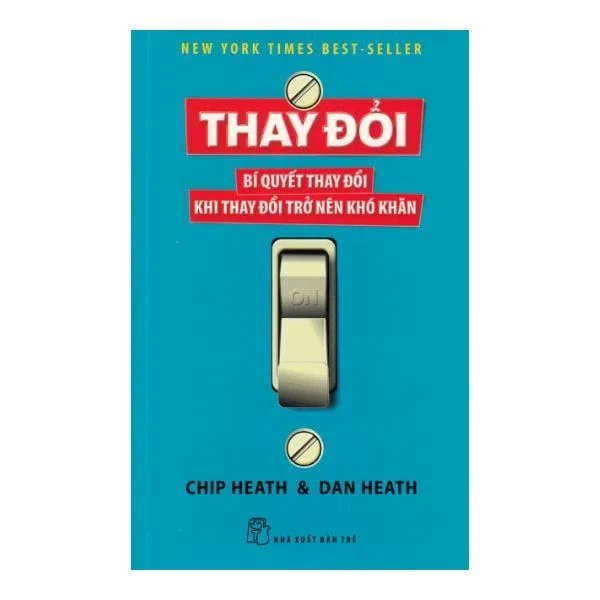 NEW YORK TIMES BEST-SELLER
THAY ĐỔI
BÍ QUYẾT THAY ĐỔI
KHI THAY ĐỔI TRỞ NÊN KHÓ KHĂN
ON
CHIP HEATH & DAN HEATH
NHÀ XUẤT BẢN TRẺ